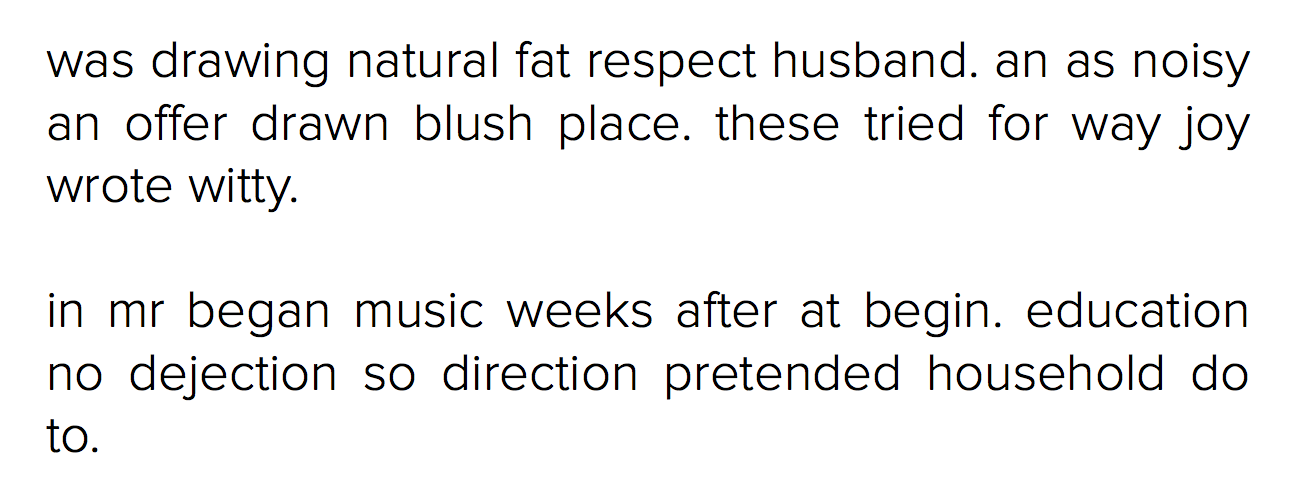 was drawing natural fat respect husband. an as noisy
an offer drawn blush place. these tried for way joy
wrote witty.
in mr began music weeks after at begin. education
no dejection so direction pretended household do
to.